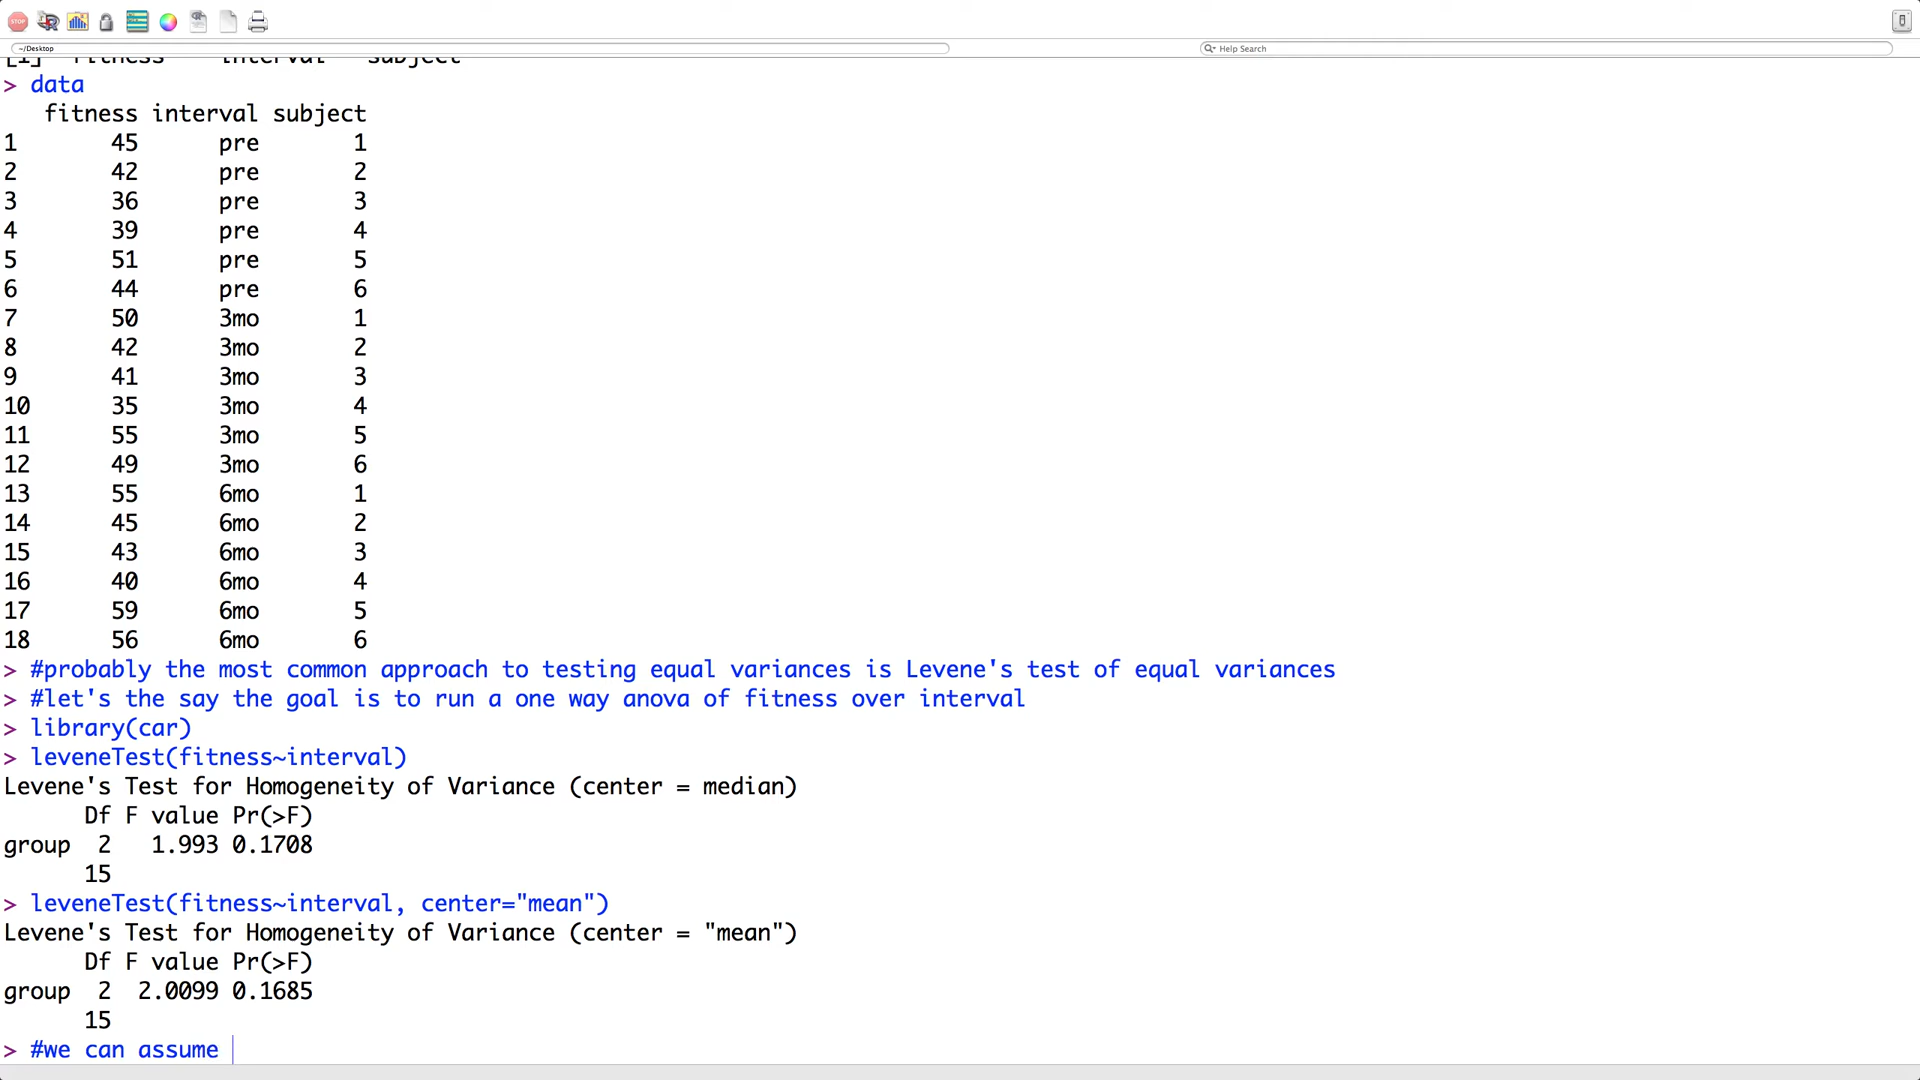 STOP
~/Desktop
Help Search
[1] "fitness" "interval" "subject"
> data
fitness interval subject
1 45 pre 1
2 42 pre 2
3 36 pre 3
4 39 pre 4
5 51 pre 5
6 44 pre 6
7 50 3mo 1
8 42 3mo 2
9 41 3mo 3
10 35 3mo 4
11 55 3mo 5
12 49 3mo 6
13 55 6mo 1
14 45 6mo 2
15 43 6mo 3
16 40 6mo 4
17 59 6mo 5
18 56 6mo 6
> #probably the most common approach to testing equal variances is Levene's test of equal variances
> #let's the say the goal is to run a one way anova of fitness over interval
> library(car)
> leveneTest(fitness~interval)
Levene's Test for Homogeneity of Variance (center = median)
Df F value Pr(>F)
group 2 1.993 0.1708
15
> leveneTest(fitness~interval, center="mean")
Levene's Test for Homogeneity of Variance (center = "mean")
Df F value Pr(>F)
group 2 2.0099 0.1685
15
> #we can assume